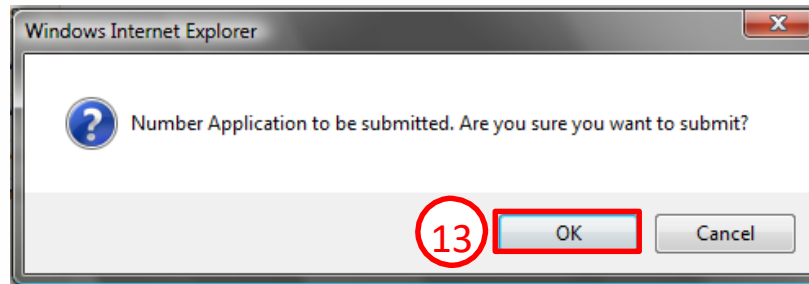 Windows Internet Explorer
Number Application to be submitted. Are you sure you want to submit?
13 OK Cancel